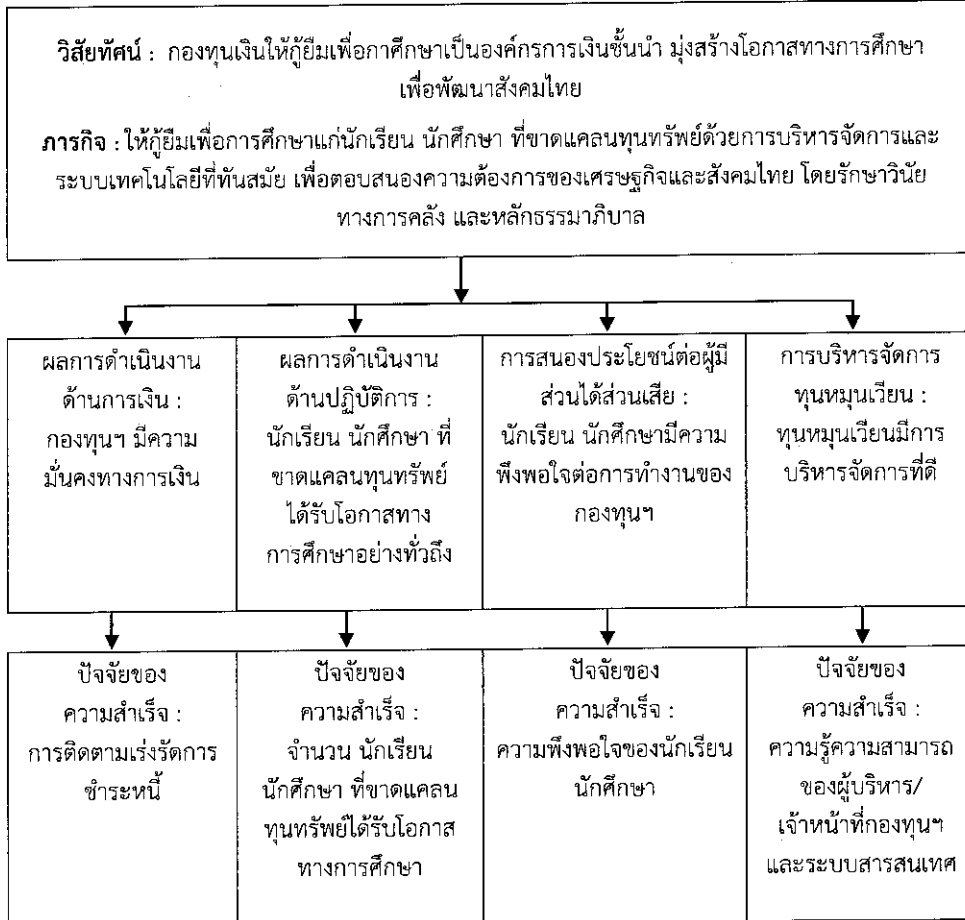 วิสัยทัศน์ : กองทุนเงินให้กู้ยืมเพื่อกาศึกษาเป็นองค์กรการเงินชั้นนำ มุ่งสร้างโอกาสทางการศึกษา
เพื่อพัฒนาสังคมไทย
ภารกิจ : ให้กู้ยืมเพื่อการศึกษาแก่นักเรียน นักศึกษา ที่ขาดแคลนทุนทรัพย์ด้วยการบริหารจัดการและ
ระบบเทคโนโลยีที่ทันสมัย เพื่อตอบสนองความต้องการของเศรษฐกิจและสังคมไทย โดยรักษาวินัย
ทางการคลัง และหลักธรรมาภิบาล
ผลการดำเนินงาน
ด้านการเงิน :
กองทุนฯ มีความ
มั่นคงทางการเงิน
ผลการดำเนินงาน
ด้านปฏิบัติการ :
นักเรียน นักศึกษา ที่
ขาดแคลนทุนทรัพย์
ได้รับโอกาสทาง
การศึกษาอย่างทั่วถึง
การสนองประโยชน์ต่อผู้มี
ส่วนได้ส่วนเสีย :
นักเรียน นักศึกษามีความ
พึงพอใจต่อการทำงานของ
กองทุนฯ
การบริหารจัดการ
ทุนหมุนเวียน :
ทุนหมุนเวียนมีการ
บริหารจัดการที่ดี
ปัจจัยของ
ความสำเร็จ :
การติดตามเร่งรัดการ
ชำระหนี้
ปัจจัยของ
ความสำเร็จ :
จำนวน นักเรียน
นักศึกษา ที่ขาดแคลน
ทุนทรัพย์ได้รับโอกาส
ทางการศึกษา
ปัจจัยของ
ความสำเร็จ :
ความพึงพอใจของนักเรียน
นักศึกษา
ปัจจัยของ
ความสำเร็จ :
ความรู้ความสามารถ
ของผู้บริหาร/
เจ้าหน้าที่กองทุนฯ
และระบบสารสนเทศ